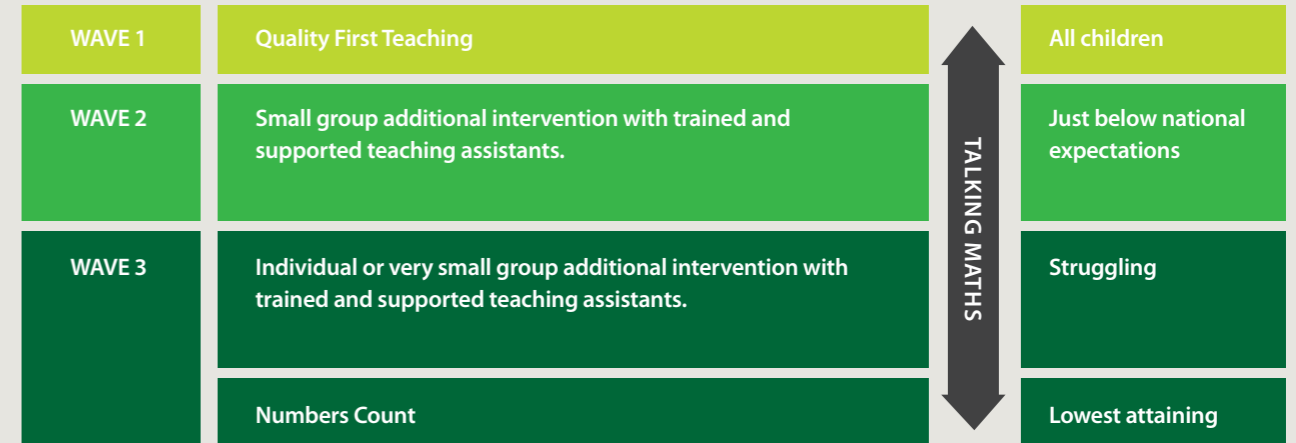 WAVE 1
Quality First Teaching
All children
WAVE 2
Small group additional intervention with trained and
supported teaching assistants.
Just below national
expectations
TALKING MATHS
WAVE 3
Individual or very small group additional intervention with
trained and supported teaching assistants.
Struggling
Numbers Count
Lowest attaining